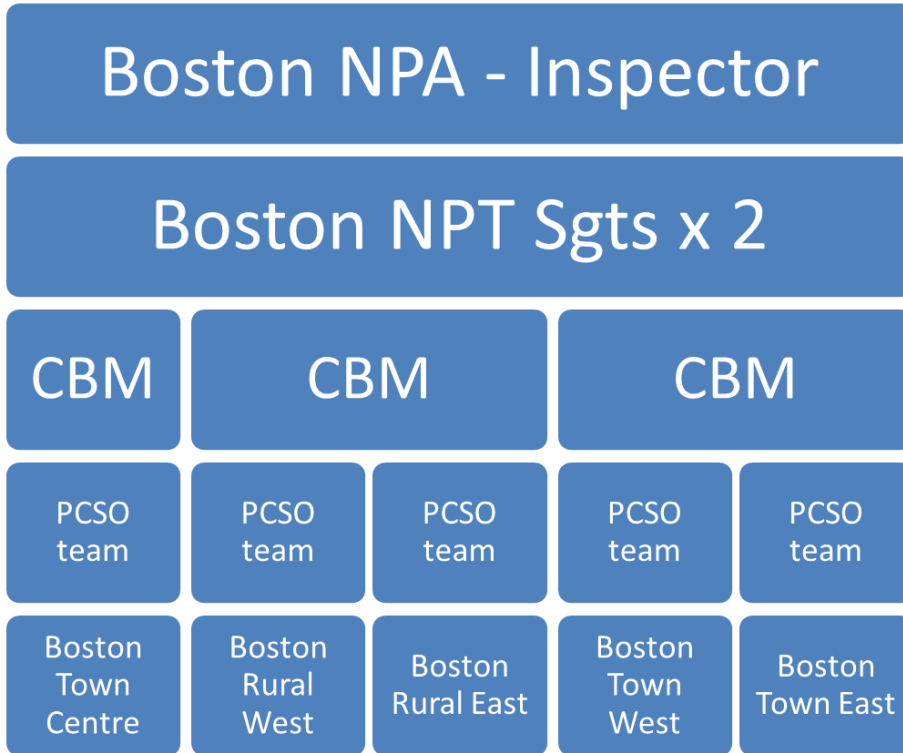 Boston NPA - Inspector
Boston NPT Sgts x 2
CBM
CBM
CBM
PCSO
team
PCSO
team
PCSO
team
PCSO
team
PCSO
team
Boston
Town
Centre
Boston
Rural
West
Boston
Rural East
Boston
Town
West
Boston
Town East